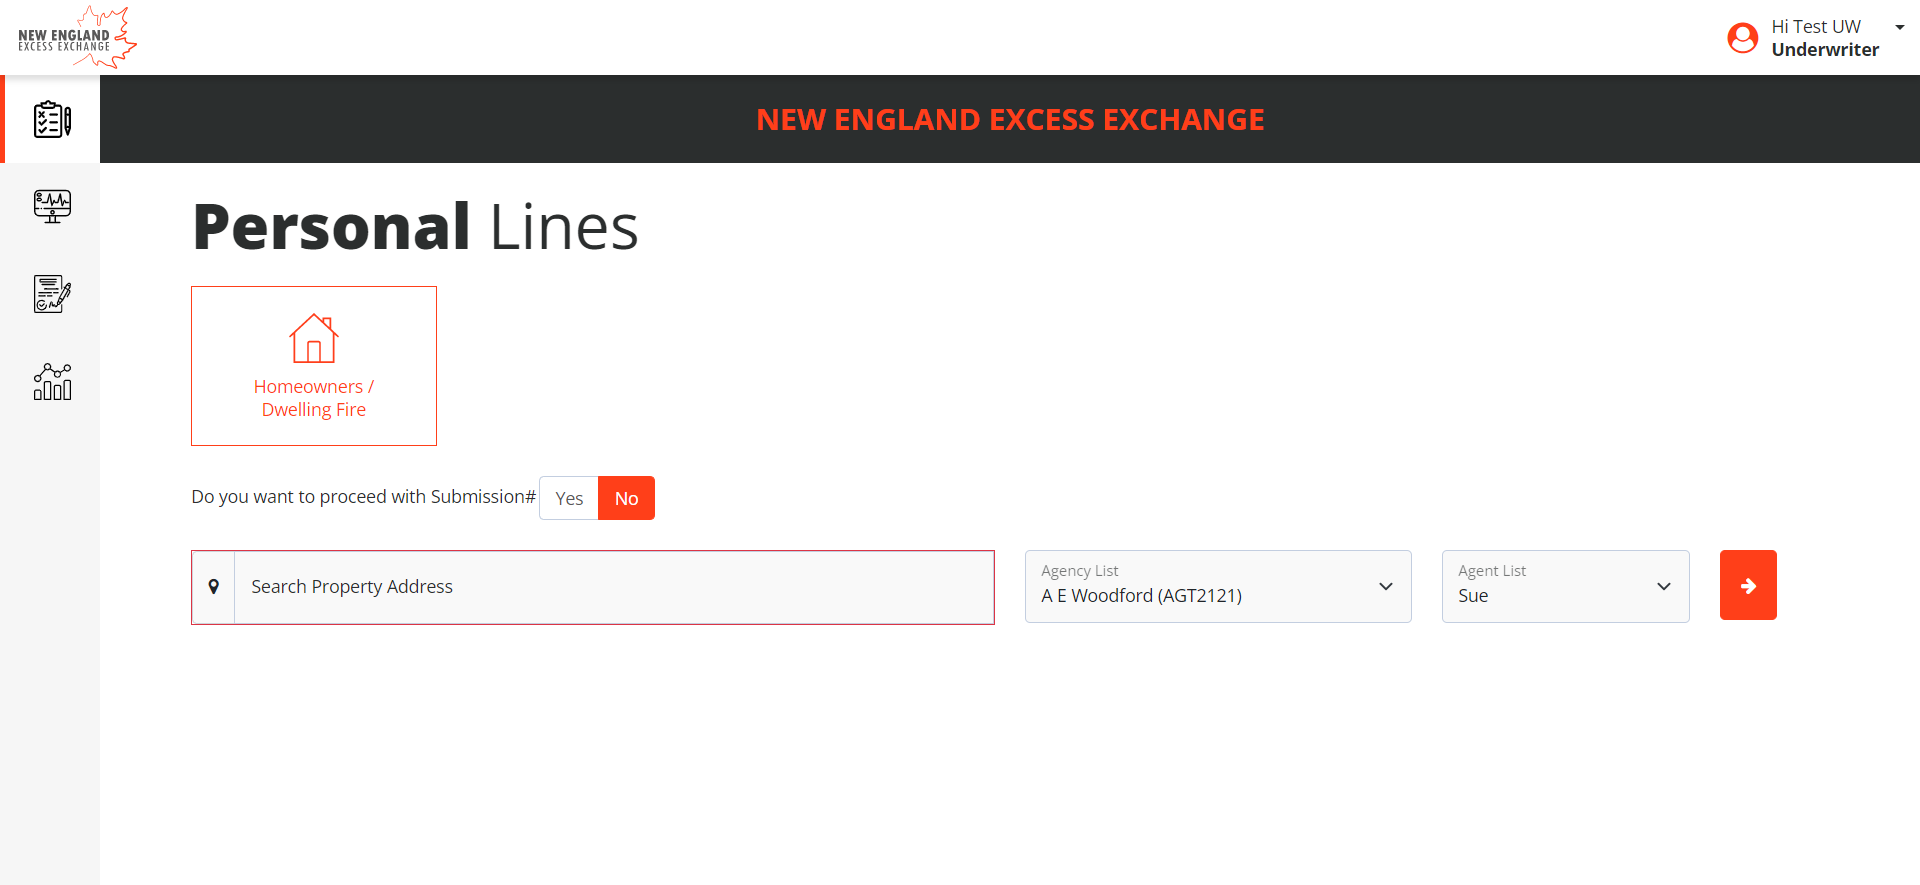 NEW ENGLAND
EXCESS EXCHANGE
Hi Test UW
Underwriter
NEW ENGLAND EXCESS EXCHANGE
Personal Lines
Homeowners /
Dwelling Fire
Do you want to proceed with Submission# Yes No
Search Property Address
Agency List
A E Woodford (AGT2121)
Agent List
Sue